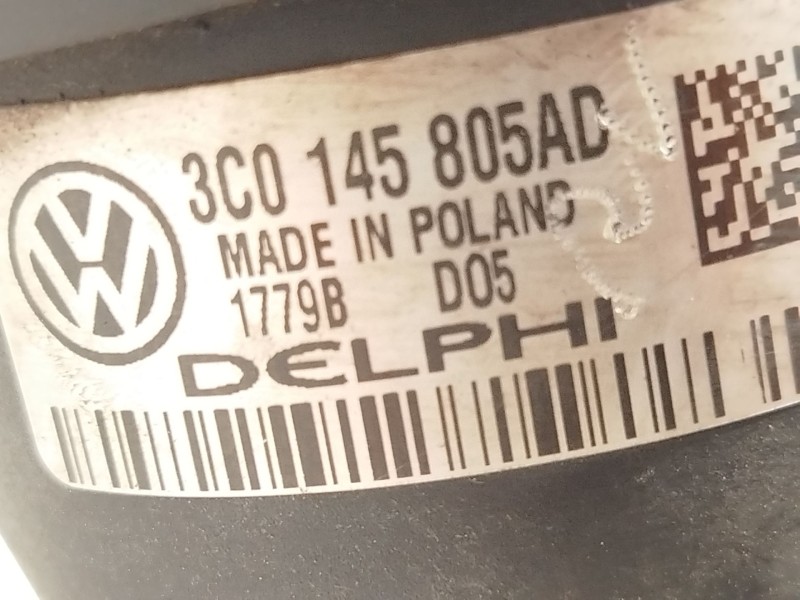 3C0 145 805AD
MADE IN POLAND
1779B D05
DELPHI